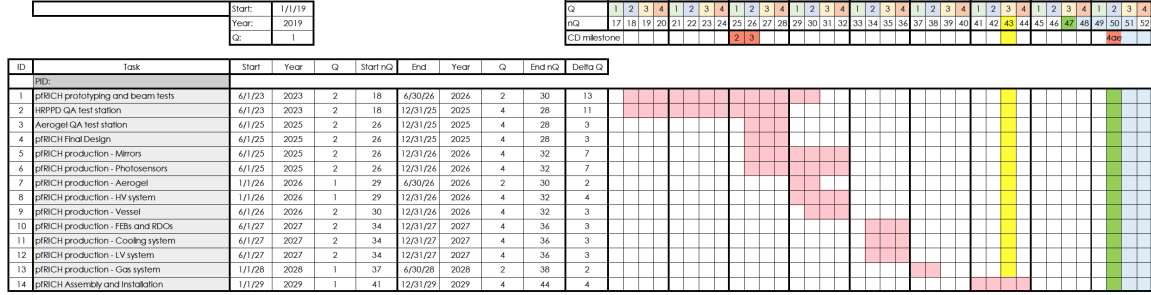 Start: 1/1/19 Q 1 2 3 4 1 2 3 4 1 2 3 4 1 2 3 4 1 2 3 4 1 2 3 4 1 2 3 4 1 2 3 4 1 2 3 4
Year: 2019 nQ 17 18 19 20 21 22 23 24 25 26 27 28 29 30 31 32 33 34 35 36 37 38 39 40 41 42 43 44 45 46 47 48 49 50 51 52
Q: 1 CD milestone 2 3 4ae
ID Task Start Year Q Start nQ End Year Q End nQ Delta Q
PID:
1 pfRICH prototyping and beam tests 6/1/23 2023 2 18 6/30/26 2026 2 30 13
2 HRPPD QA test station 6/1/23 2023 2 18 12/31/25 2025 4 28 11
3 Aerogel QA test station 6/1/25 2025 2 26 12/31/25 2025 4 28 3
4 pfRICH Final Design 6/1/25 2025 2 26 12/31/25 2025 4 28 3
5 pfRICH production - Mirrors 6/1/25 2025 2 26 12/31/26 2026 4 32 7
6 pfRICH production - Photosensors 6/1/25 2025 2 26 12/31/26 2026 4 32 7
7 pfRICH production - Aerogel 1/1/26 2026 1 29 6/30/26 2026 2 30 2
8 pfRICH production - HV system 1/1/26 2026 1 29 12/31/26 2026 4 32 4
9 pfRICH production - Vessel 6/1/26 2026 2 30 12/31/26 2026 4 32 3
10 pfRICH production - FEBs and RDOs 6/1/27 2027 2 34 12/31/27 2027 4 36 3
11 pfRICH production - Cooling system 6/1/27 2027 2 34 12/31/27 2027 4 36 3
12 pfRICH production - LV system 6/1/27 2027 2 34 12/31/27 2027 4 36 3
13 pfRICH production - Gas system 1/1/28 2028 1 37 6/30/28 2028 2 38 2
14 pfRICH Assembly and Installation 1/1/29 2029 1 41 12/31/29 2029 4 44 4